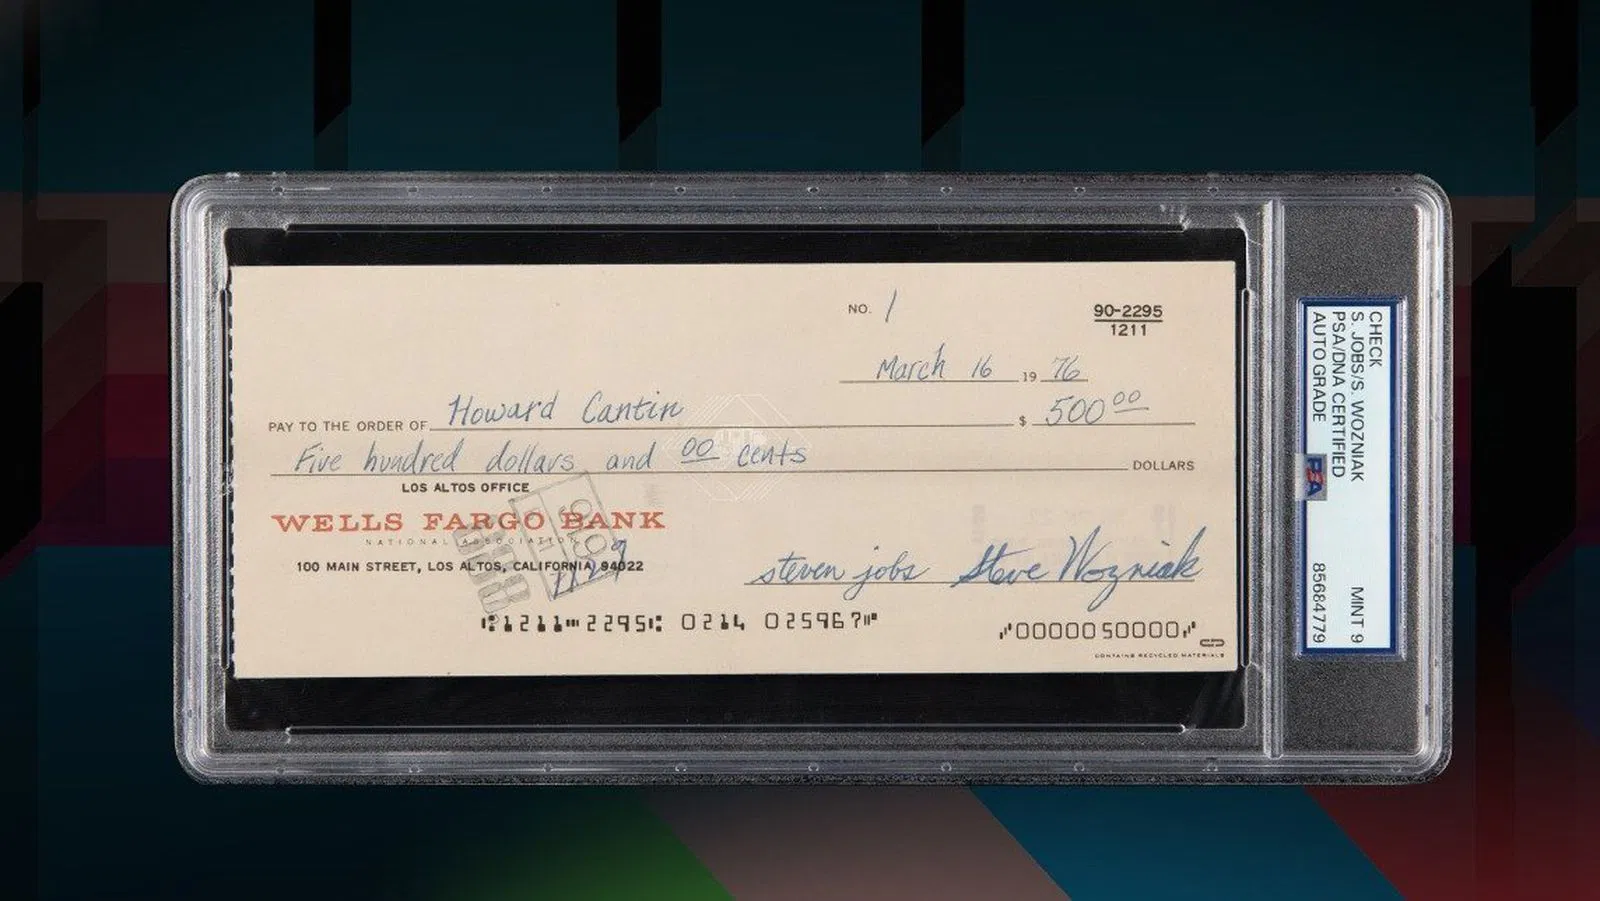 NO. 1
90-2295
1211
March 16 19 76
PAY TO THE ORDER OF Howard Cantin $ 500 00
Five hundred dollars and 00 cents DOLLARS
LOS ALTOS OFFICE
WELLS FARGO BANK
NATIONAL ASSOCIATION
100 MAIN STREET, LOS ALTOS, CALIFORNIA 94022
steven jobs Steve Wozniak
⑆1211⑉2295⑆ 0214 025967⑈ ⑇0000050000⑇
CONTAINS RECYCLED MATERIALS
CHECK
S. JOBS/S. WOZNIAK
PSA/DNA CERTIFIED
AUTO GRADE MINT 9
85684779
PSA